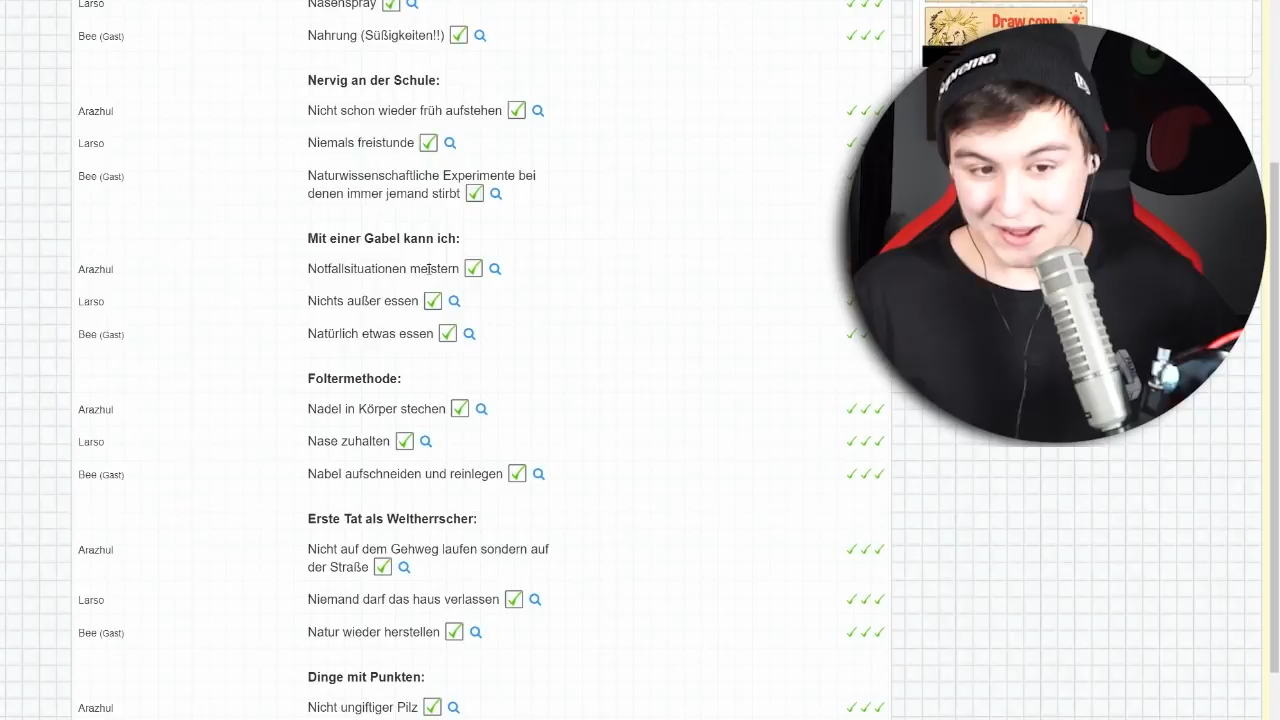 Larso Nasenspray
Bee (Gast) Nahrung (Süßigkeiten!!)
Nervig an der Schule:
Arazhul Nicht schon wieder früh aufstehen
Larso Niemals freistunde
Bee (Gast) Naturwissenschaftliche Experimente bei
denen immer jemand stirbt
Mit einer Gabel kann ich:
Arazhul Notfallsituationen meistern
Larso Nichts außer essen
Bee (Gast) Natürlich etwas essen
Foltermethode:
Arazhul Nadel in Körper stechen
Larso Nase zuhalten
Bee (Gast) Nabel aufschneiden und reinlegen
Erste Tat als Weltherrscher:
Arazhul Nicht auf dem Gehweg laufen sondern auf
der Straße
Larso Niemand darf das haus verlassen
Bee (Gast) Natur wieder herstellen
Dinge mit Punkten:
Arazhul Nicht ungiftiger Pilz
Draw copy